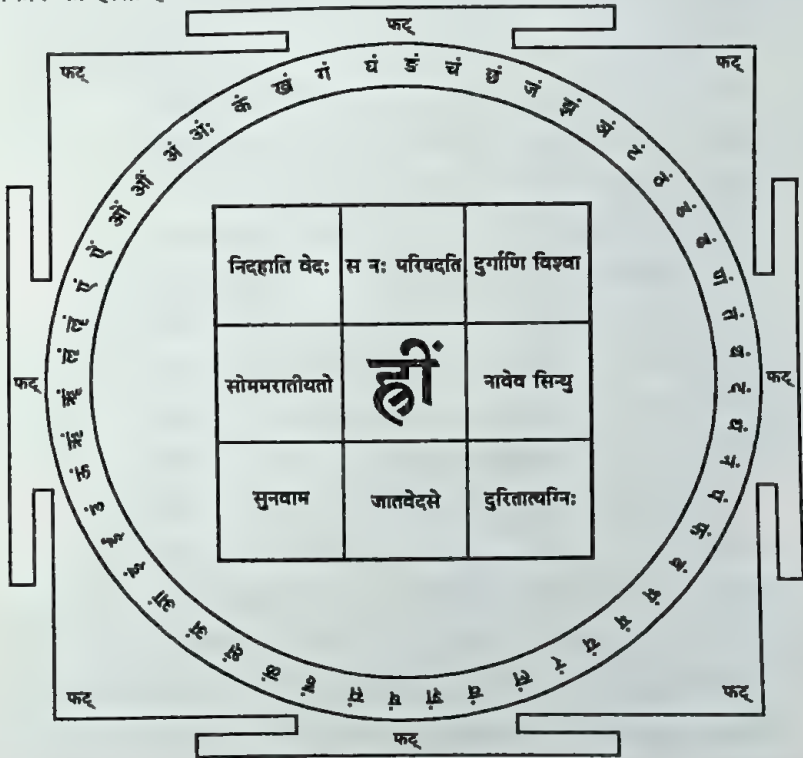 फट्
फट्
फट्
कं खं गं घं ङं चं छं जं झं ञं टं ठं डं ढं णं तं थं दं धं नं पं फं बं भं मं यं रं लं वं शं षं सं हं ळं क्षं अं आं इं ईं उं ऊं ऋं ॠं लृं ॡं एं ऐं ओं औं अं अं:
निदहाति वेदः स नः परिषदति दुर्गाणि विश्वा
फट्
सोममरातीयतो ह्रीं नावेव सिन्धु
फट्
सुनवाम जातवेदसे दुरितात्यग्निः
फट्
फट्
फट्